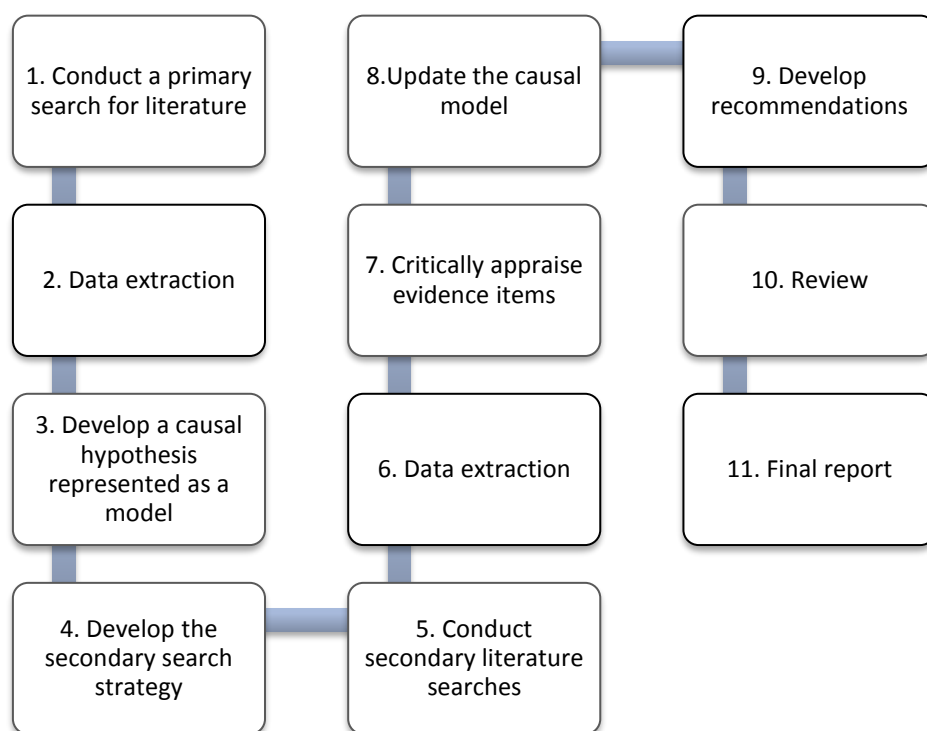 1. Conduct a primary
search for literature
2. Data extraction
3. Develop a causal
hypothesis
represented as a
model
4. Develop the
secondary search
strategy
5. Conduct
secondary literature
searches
6. Data extraction
7. Critically appraise
evidence items
8.Update the causal
model
9. Develop
recommendations
10. Review
11. Final report